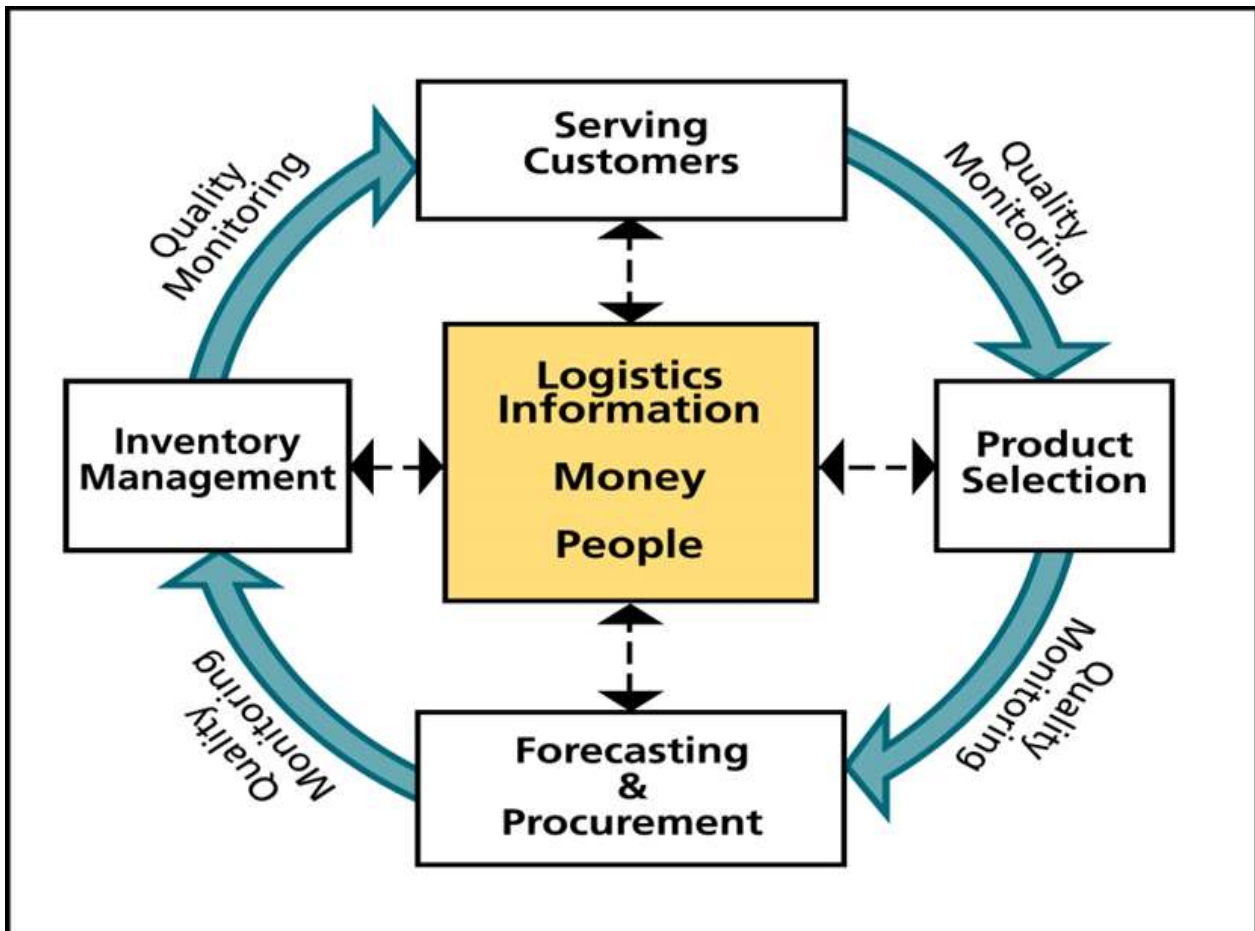 Serving
Customers
Quality
Monitoring
Quality
Monitoring
Logistics
Information
Money
People
Inventory
Management
Product
Selection
Quality
Monitoring
Quality
Monitoring
Forecasting
&
Procurement